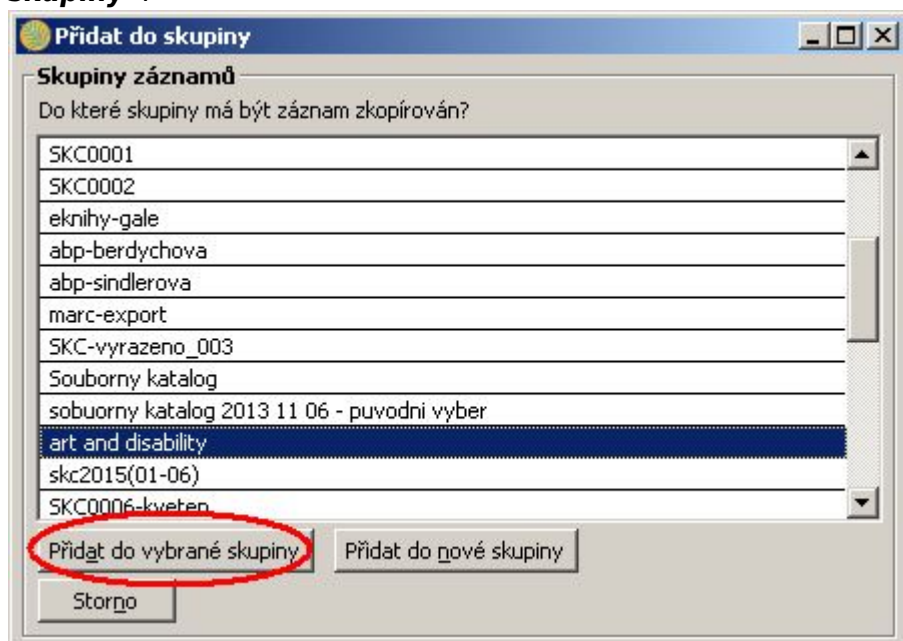 Přidat do skupiny
Skupiny záznamů
Do které skupiny má být záznam zkopírován?
SKC0001
SKC0002
eknihy-gale
abp-berdychova
abp-sindlerova
marc-export
SKC-vyrazeno_003
Souborny katalog
sobuorny katalog 2013 11 06 - puvodni vyber
art and disability
skc2015(01-06)
SKC0006-kveten
Přidat do vybrané skupiny Přidat do nové skupiny
Storno